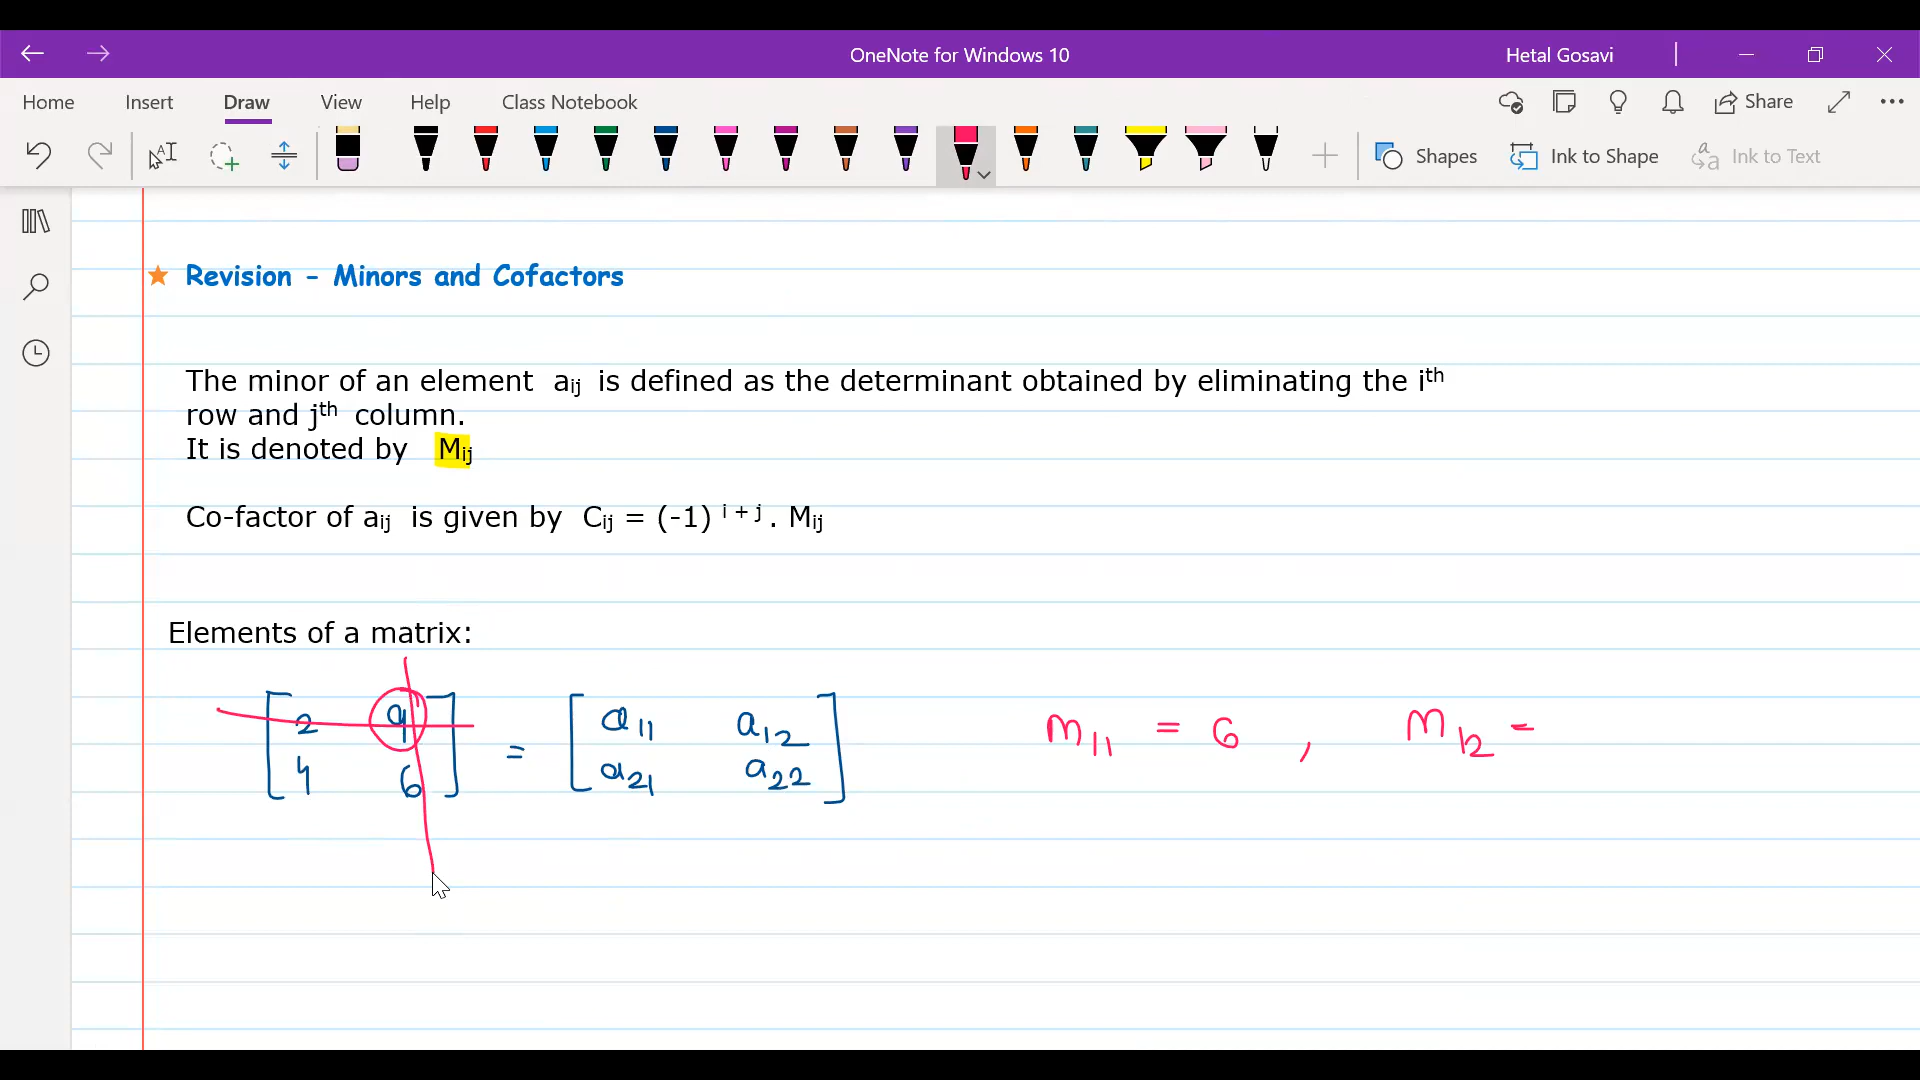 OneNote for Windows 10
Hetal Gosavi
Home Insert Draw View Help Class Notebook
Share
Shapes Ink to Shape Ink to Text
Revision - Minors and Cofactors
The minor of an element aij is defined as the determinant obtained by eliminating the ith
row and jth column.
It is denoted by Mij
Co-factor of aij is given by Cij = (-1) i + j . Mij
Elements of a matrix:
[2 9 = [a11 a12 M11 = 6 , M12 =
4 6] a21 a22]